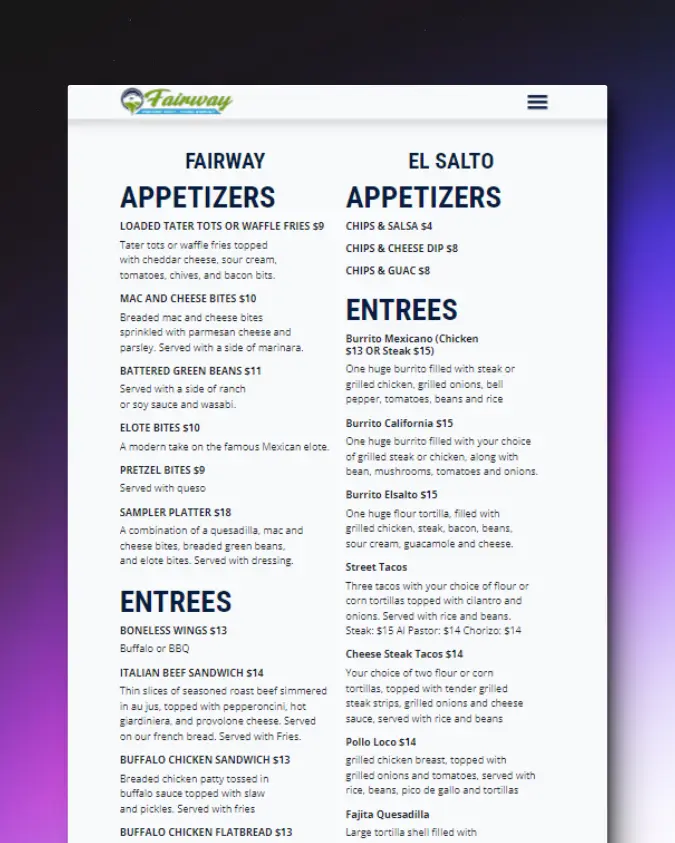 Fairway
FAIRWAY
APPETIZERS
LOADED TATER TOTS OR WAFFLE FRIES $9
Tater tots or waffle fries topped
with cheddar cheese, sour cream,
tomatoes, chives, and bacon bits.
MAC AND CHEESE BITES $10
Breaded mac and cheese bites
sprinkled with parmesan cheese and
parsley. Served with a side of marinara.
BATTERED GREEN BEANS $11
Served with a side of ranch
or soy sauce and wasabi.
ELOTE BITES $10
A modern take on the famous Mexican elote.
PRETZEL BITES $9
Served with queso
SAMPLER PLATTER $18
A combination of a quesadilla, mac and
cheese bites, breaded green beans,
and elote bites. Served with dressing.
ENTREES
BONELESS WINGS $13
Buffalo or BBQ
ITALIAN BEEF SANDWICH $14
Thin slices of seasoned roast beef simmered
in au jus, topped with pepperoncini, hot
giardiniera, and provolone cheese. Served
on our french bread. Served with Fries.
BUFFALO CHICKEN SANDWICH $13
Breaded chicken patty tossed in
buffalo sauce topped with slaw
and pickles. Served with fries
BUFFALO CHICKEN FLATBREAD $13
EL SALTO
APPETIZERS
CHIPS & SALSA $4
CHIPS & CHEESE DIP $8
CHIPS & GUAC $8
ENTREES
Burrito Mexicano (Chicken
$13 OR Steak $15)
One huge burrito filled with steak or
grilled chicken, grilled onions, bell
pepper, tomatoes, beans and rice
Burrito California $15
One huge burrito filled with your choice
of grilled steak or chicken, along with
bean, mushrooms, tomatoes and onions.
Burrito Elsalto $15
One huge flour tortilla, filled with
grilled chicken, steak, bacon, beans,
sour cream, guacamole and cheese.
Street Tacos
Three tacos with your choice of flour or
corn tortillas topped with cilantro and
onions. Served with rice and beans.
Steak: $15 Al Pastor: $14 Chorizo: $14
Cheese Steak Tacos $14
Your choice of two flour or corn
tortillas, topped with tender grilled
steak strips, grilled onions and cheese
sauce, served with rice and beans
Pollo Loco $14
grilled chicken breast, topped with
grilled onions and tomatoes, served with
rice, beans, pico de gallo and tortillas
Fajita Quesadilla
Large tortilla shell filled with